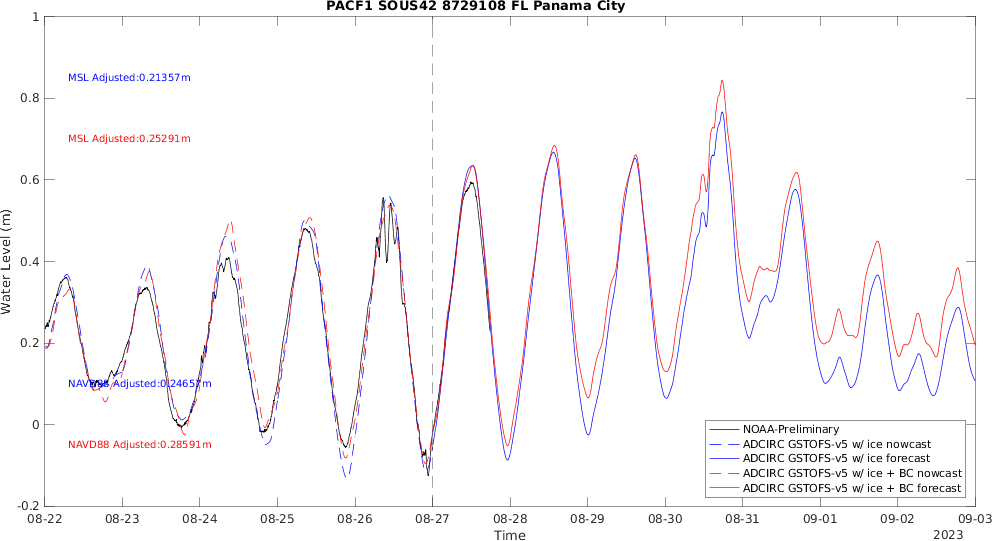 PACF1 SOUS42 8729108 FL Panama City
Water Level (m)
1
0.8
0.6
0.4
0.2
0
-0.2
MSL Adjusted:0.21357m
MSL Adjusted:0.25291m
NAVD88 Adjusted:0.24657m
NAVD88 Adjusted:0.28591m
NOAA-Preliminary
ADCIRC GSTOFS-v5 w/ ice nowcast
ADCIRC GSTOFS-v5 w/ ice forecast
ADCIRC GSTOFS-v5 w/ ice + BC nowcast
ADCIRC GSTOFS-v5 w/ ice + BC forecast
08-22 08-23 08-24 08-25 08-26 08-27 08-28 08-29 08-30 08-31 09-01 09-02 09-03
Time
2023